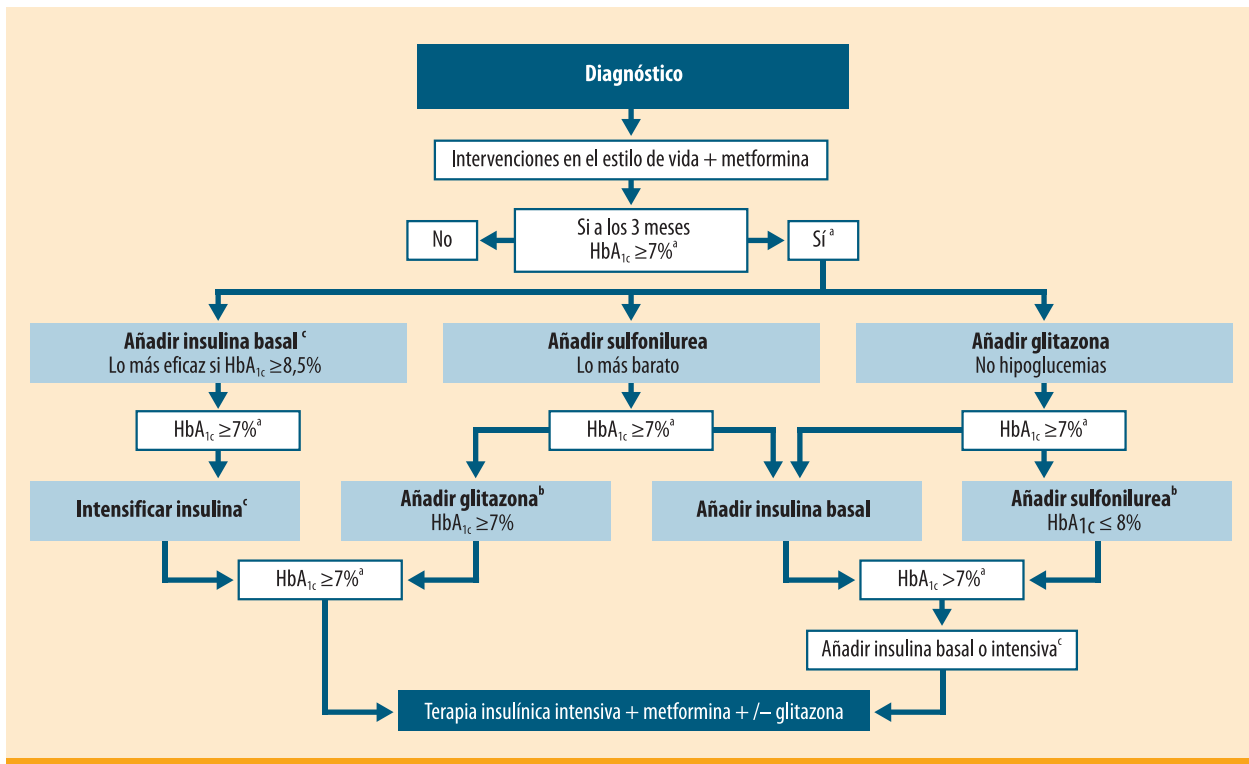 Diagnóstico
Intervenciones en el estilo de vida + metformina
No
Si a los 3 meses
HbA1c ≥7%a
Sí a
Añadir insulina basal c
Lo más eficaz si HbA1c ≥8,5%
Añadir sulfonilurea
Lo más barato
Añadir glitazona
No hipoglucemias
HbA1c ≥7%a
HbA1c ≥7%a
HbA1c ≥7%a
Intensificar insulinac
Añadir glitazonab
HbA1c ≥7%
Añadir insulina basal
Añadir sulfonilureab
HbA1c ≤ 8%
HbA1c ≥7%a
HbA1c >7%a
Añadir insulina basal o intensivac
Terapia insulínica intensiva + metformina + /– glitazona